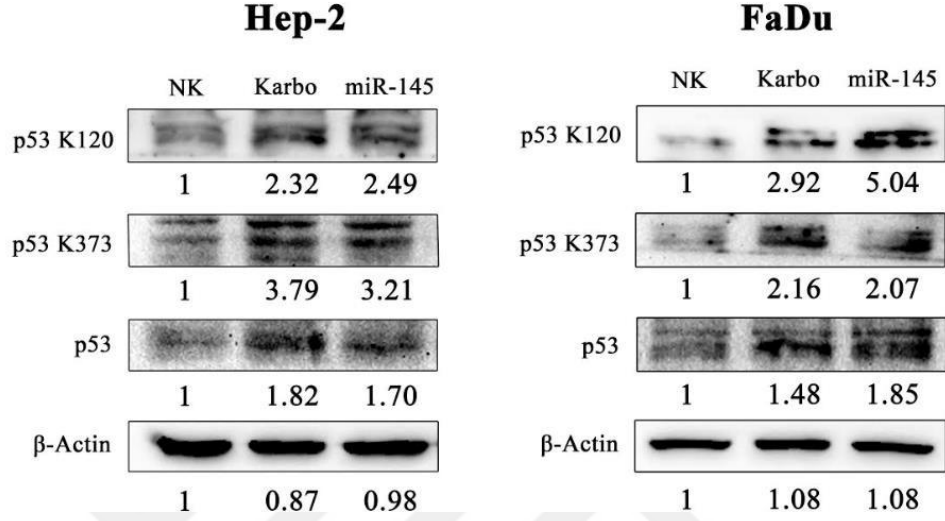 Hep-2 FaDu
NK Karbo miR-145 NK Karbo miR-145
p53 K120 p53 K120
1 2.32 2.49 1 2.92 5.04
p53 K373 p53 K373
1 3.79 3.21 1 2.16 2.07
p53 p53
1 1.82 1.70 1 1.48 1.85
β-Actin β-Actin
1 0.87 0.98 1 1.08 1.08